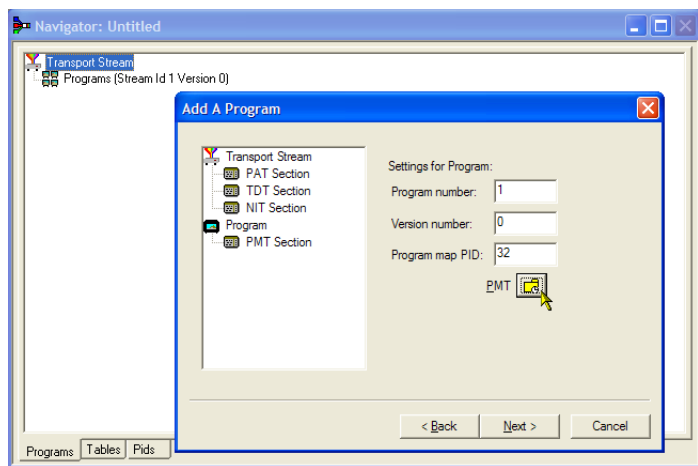 Navigator: Untitled
Transport Stream
Programs (Stream Id 1 Version 0)
Add A Program
Transport Stream
PAT Section
TDT Section
NIT Section
Program
PMT Section
Settings for Program:
Program number: 1
Version number: 0
Program map PID: 32
PMT
< Back Next > Cancel
Programs Tables Pids